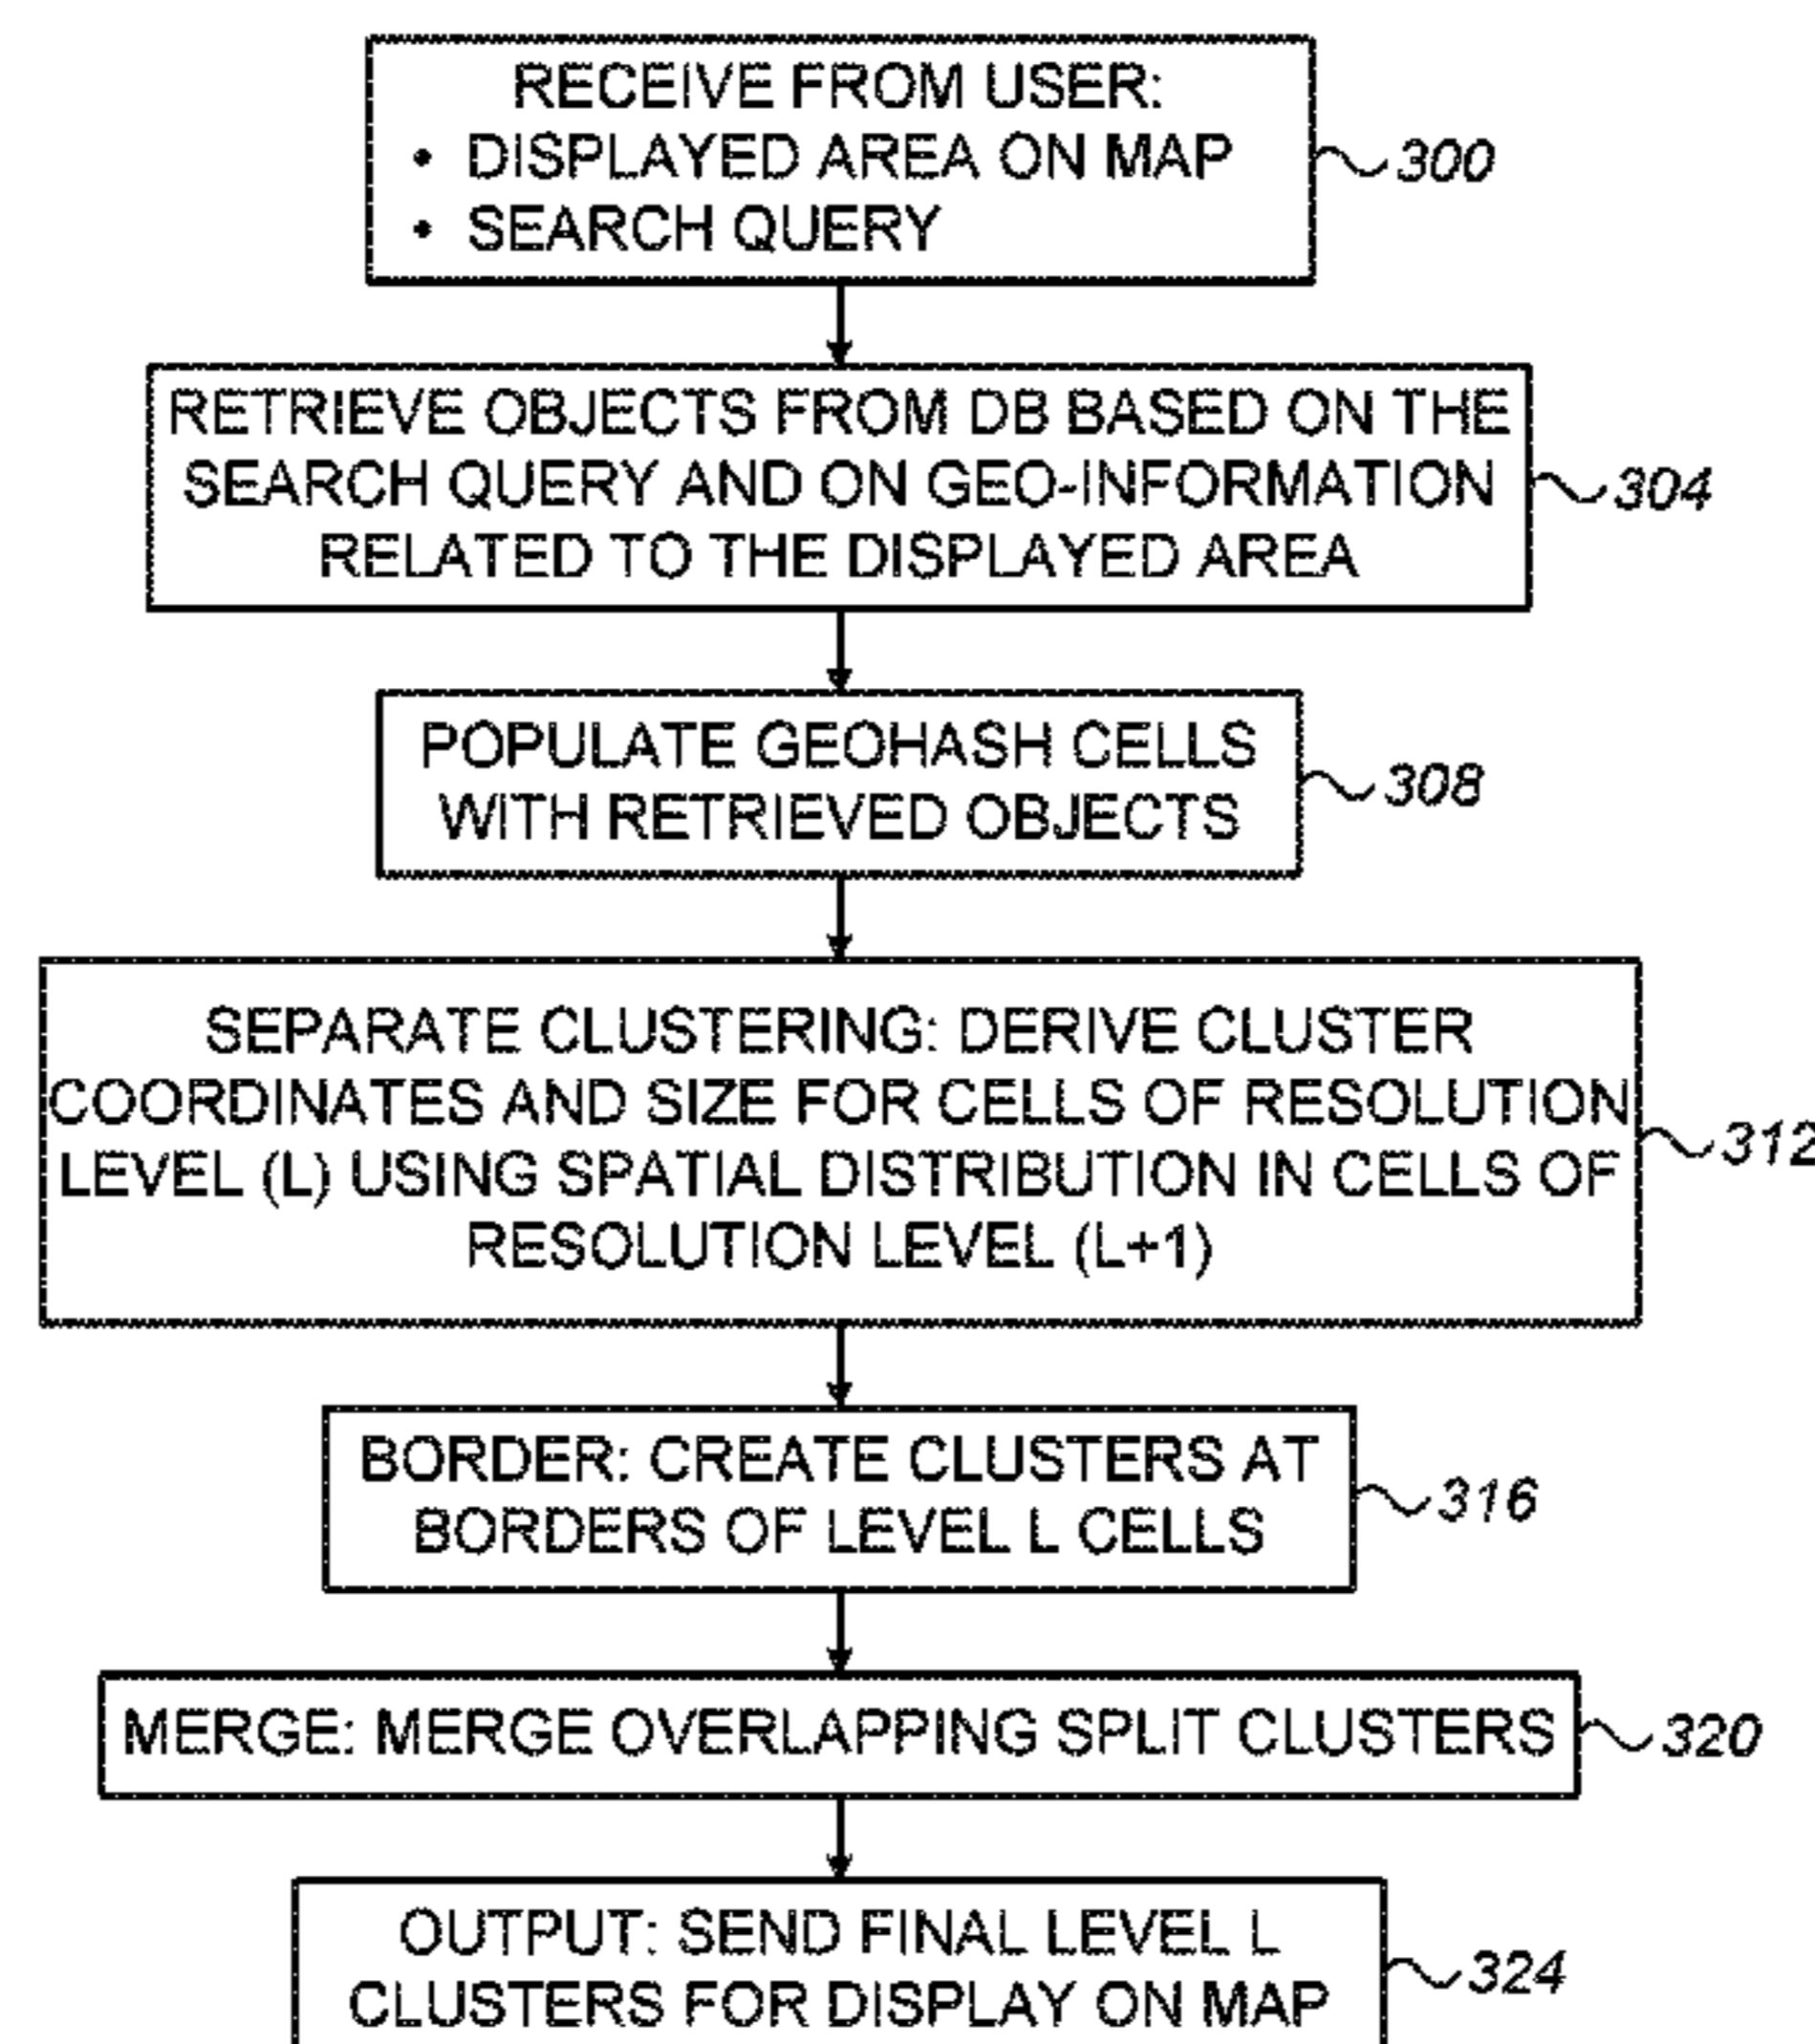 RECEIVE FROM USER:
• DISPLAYED AREA ON MAP
• SEARCH QUERY
300
RETRIEVE OBJECTS FROM DB BASED ON THE
SEARCH QUERY AND ON GEO-INFORMATION
RELATED TO THE DISPLAYED AREA
304
POPULATE GEOHASH CELLS
WITH RETRIEVED OBJECTS
308
SEPARATE CLUSTERING: DERIVE CLUSTER
COORDINATES AND SIZE FOR CELLS OF RESOLUTION
LEVEL (L) USING SPATIAL DISTRIBUTION IN CELLS OF
RESOLUTION LEVEL (L+1)
312
BORDER: CREATE CLUSTERS AT
BORDERS OF LEVEL L CELLS
316
MERGE: MERGE OVERLAPPING SPLIT CLUSTERS
320
OUTPUT: SEND FINAL LEVEL L
CLUSTERS FOR DISPLAY ON MAP
324